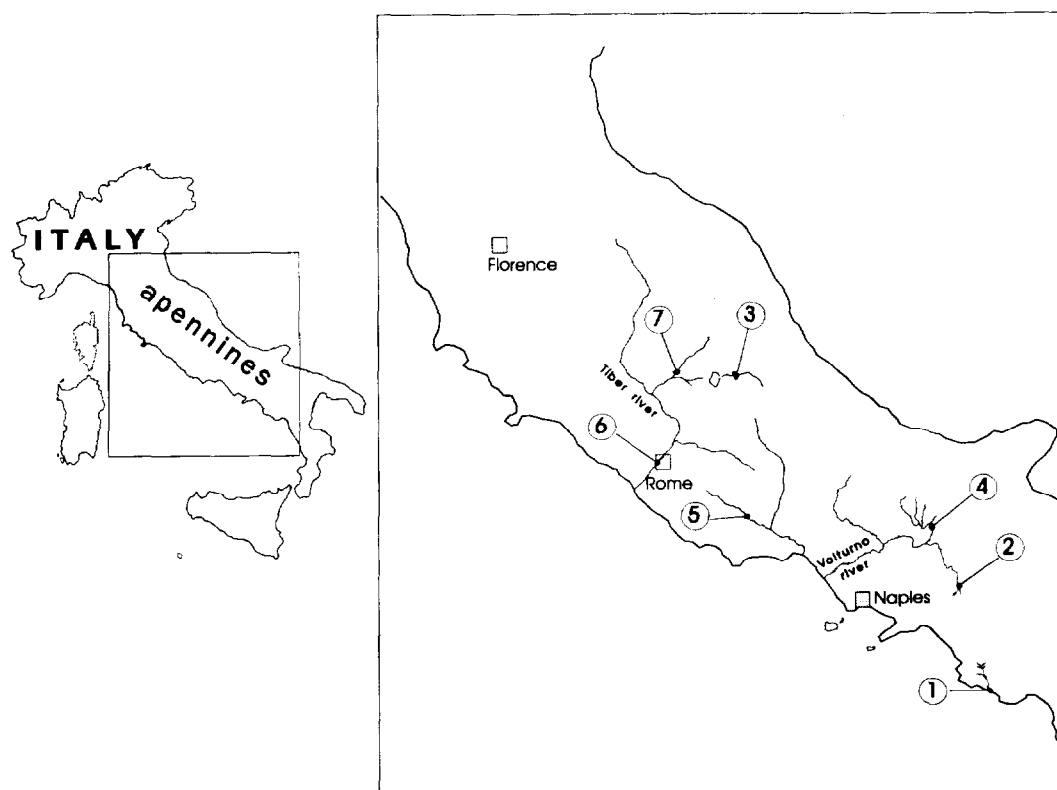 ITALY
apennines
Florence
7
3
Tiber river
6
Rome
5
4
Volturno
river
2
Naples
1